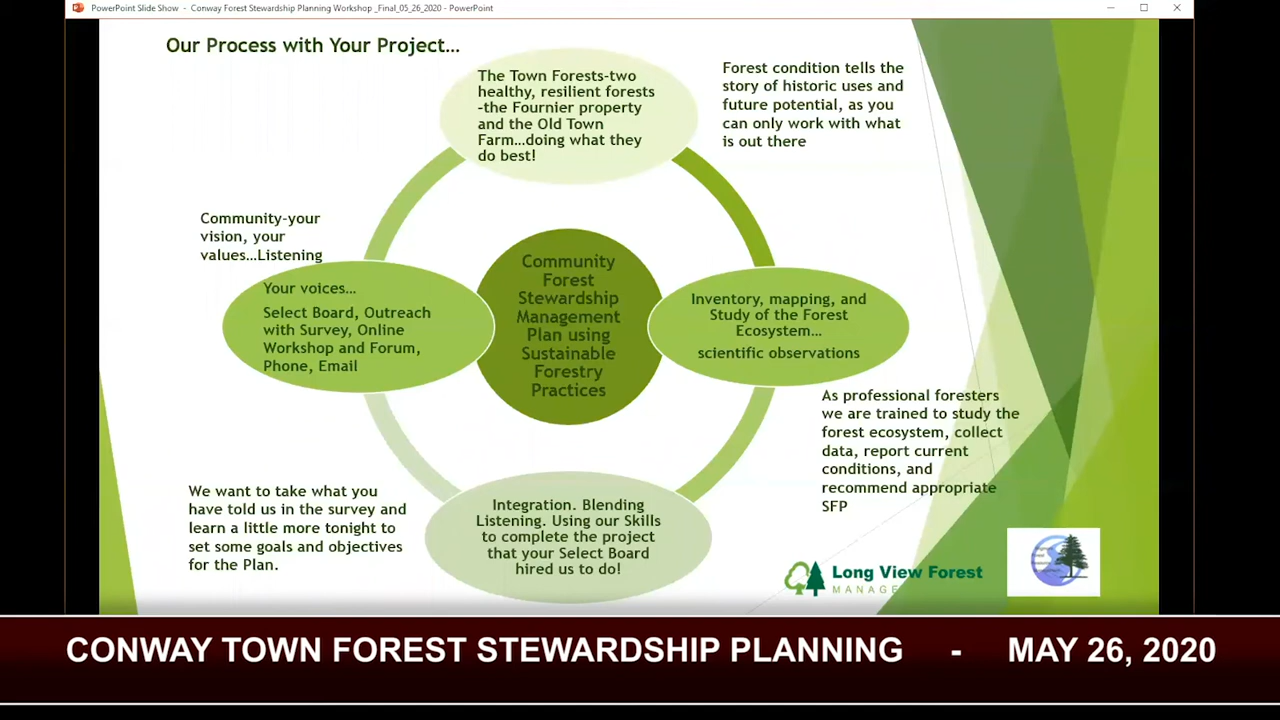 PowerPoint Slide Show - Conway Forest Stewardship Planning Workshop _Final_05_26_2020 - PowerPoint
Our Process with Your Project…
The Town Forests-two
healthy, resilient forests
-the Fournier property
and the Old Town
Farm…doing what they
do best!
Forest condition tells the
story of historic uses and
future potential, as you
can only work with what
is out there
Community-your
vision, your
values…Listening
Your voices…
Select Board, Outreach
with Survey, Online
Workshop and Forum,
Phone, Email
Community
Forest
Stewardship
Management
Plan using
Sustainable
Forestry
Practices
Inventory, mapping, and
Study of the Forest
Ecosystem…
scientific observations
As professional foresters
we are trained to study the
forest ecosystem, collect
data, report current
conditions, and
recommend appropriate
SFP
We want to take what you
have told us in the survey and
learn a little more tonight to
set some goals and objectives
for the Plan.
Integration. Blending
Listening. Using our Skills
to complete the project
that your Select Board
hired us to do!
Long View Forest
CONWAY TOWN FOREST STEWARDSHIP PLANNING - MAY 26, 2020